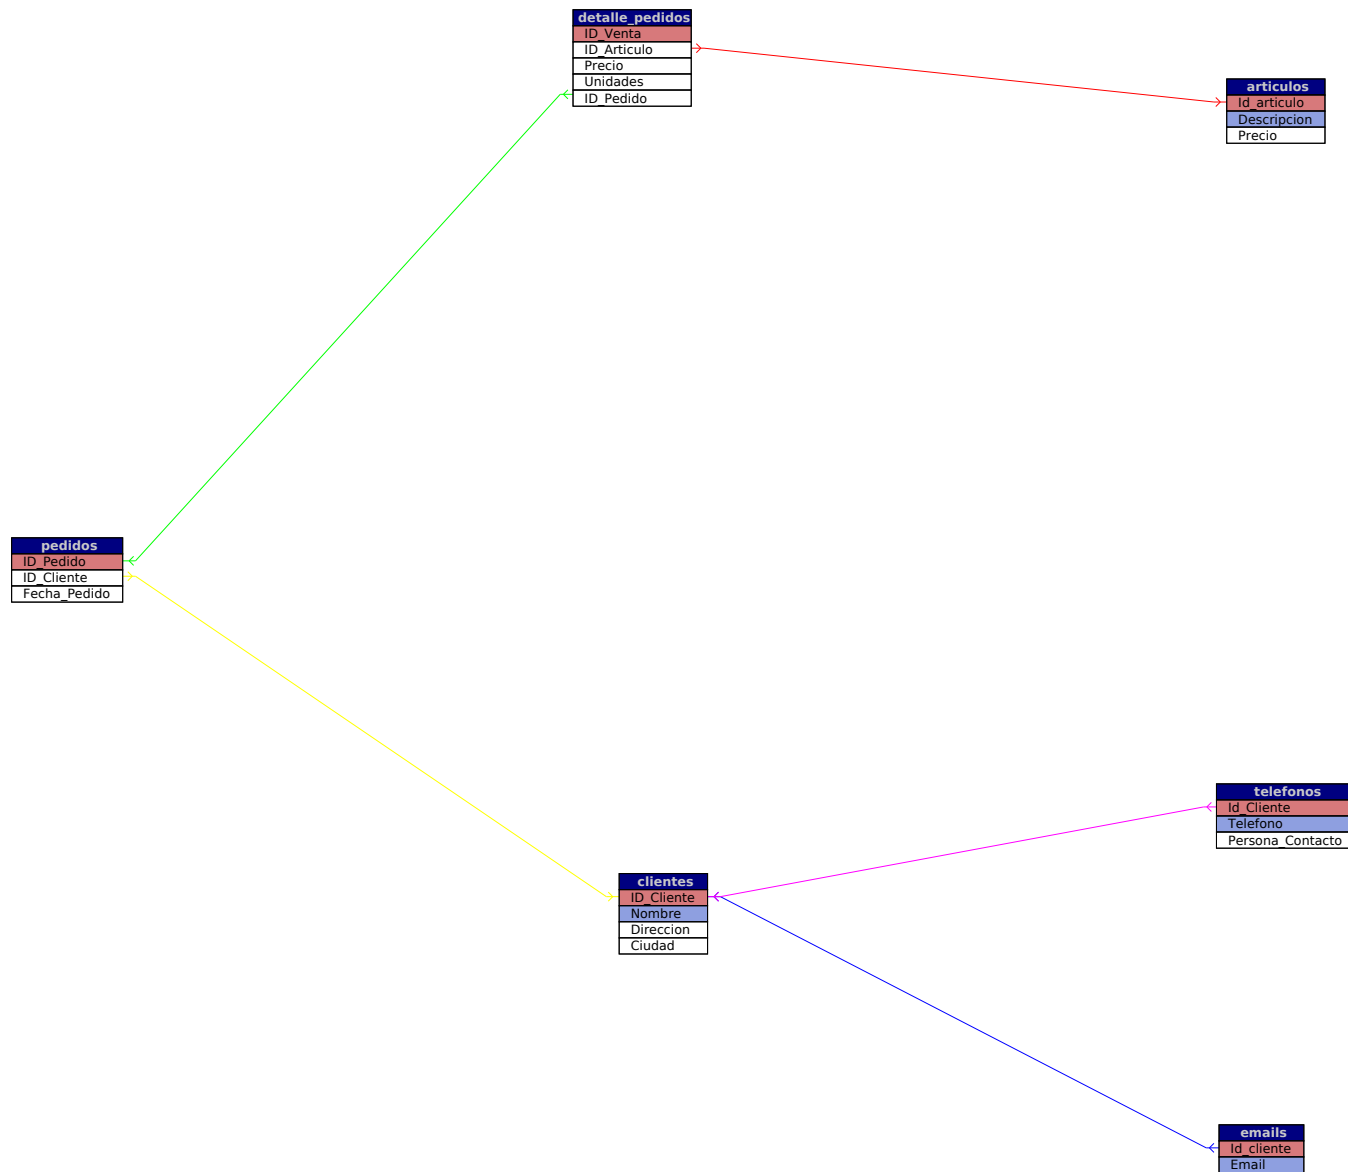 detalle_pedidos
ID_Venta
ID_Articulo
Precio
Unidades
ID_Pedido
articulos
Id_articulo
Descripcion
Precio
pedidos
ID_Pedido
ID_Cliente
Fecha_Pedido
telefonos
Id_Cliente
Telefono
Persona_Contacto
clientes
ID_Cliente
Nombre
Direccion
Ciudad
emails
Id_cliente
Email